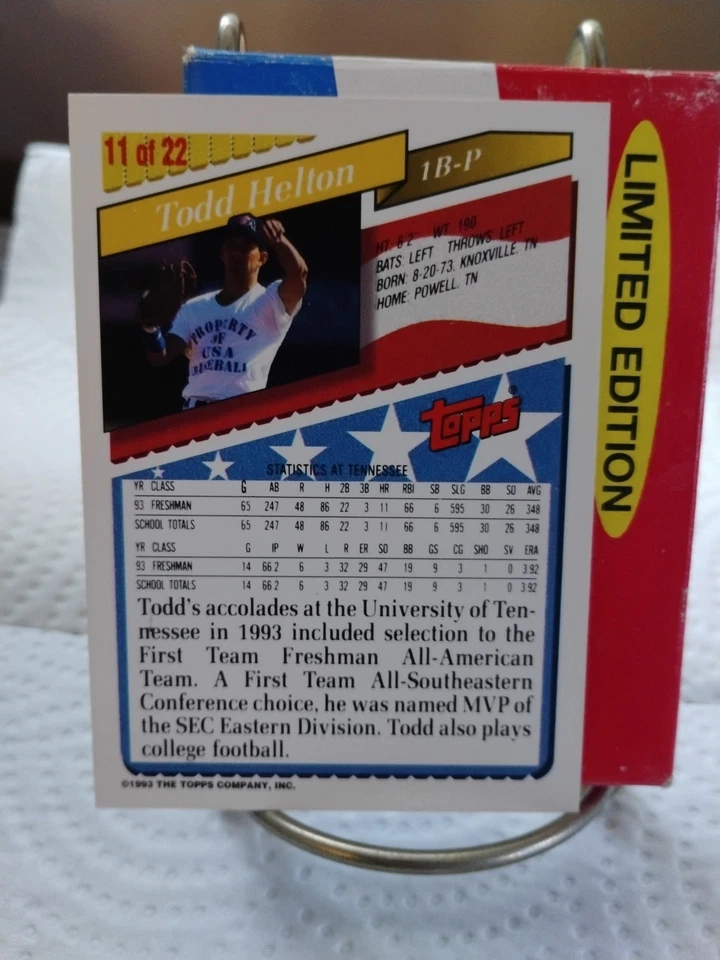 11 of 22
Todd Helton
1B-P
HT: 6'2" WT: 190
BATS: LEFT THROWS: LEFT
BORN: 8-20-73, KNOXVILLE, TN
HOME: POWELL, TN
PROPERTY
OF
USA
BASEBALL
TOPPS®
STATISTICS AT TENNESSEE
YR CLASS G AB R H 2B 3B HR RBI SB SLG BB SO AVG
93 FRESHMAN 65 247 48 86 22 3 11 66 6 595 30 26 348
SCHOOL TOTALS 65 247 48 86 22 3 11 66 6 595 30 26 348
YR CLASS G IP W L R ER SO BB GS CG SHO SV ERA
93 FRESHMAN 14 66.2 6 3 32 29 47 19 9 3 1 0 3.92
SCHOOL TOTALS 14 66.2 6 3 32 29 47 19 9 3 1 0 3.92
Todd's accolades at the University of Ten-
nessee in 1993 included selection to the
First Team Freshman All-American
Team. A First Team All-Southeastern
Conference choice, he was named MVP of
the SEC Eastern Division. Todd also plays
college football.
©1993 THE TOPPS COMPANY, INC.
LIMITED EDITION